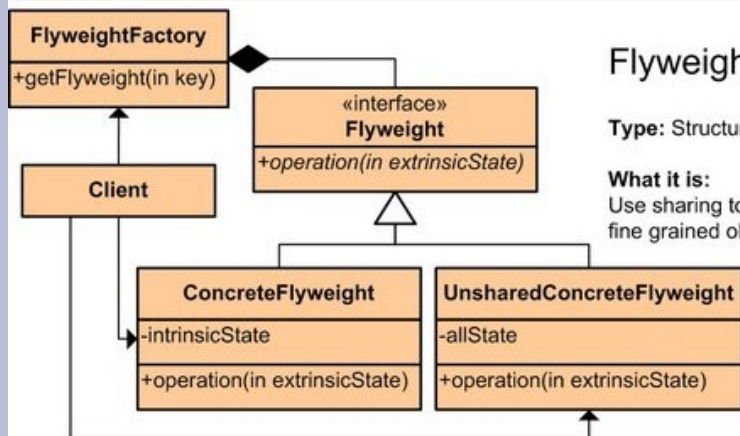 FlyweightFactory
+getFlyweight(in key)
«interface»
Flyweight
+operation(in extrinsicState)
Client
ConcreteFlyweight
-intrinsicState
+operation(in extrinsicState)
UnsharedConcreteFlyweight
-allState
+operation(in extrinsicState)
Flyweigh
Type: Structu
What it is:
Use sharing to
fine grained o